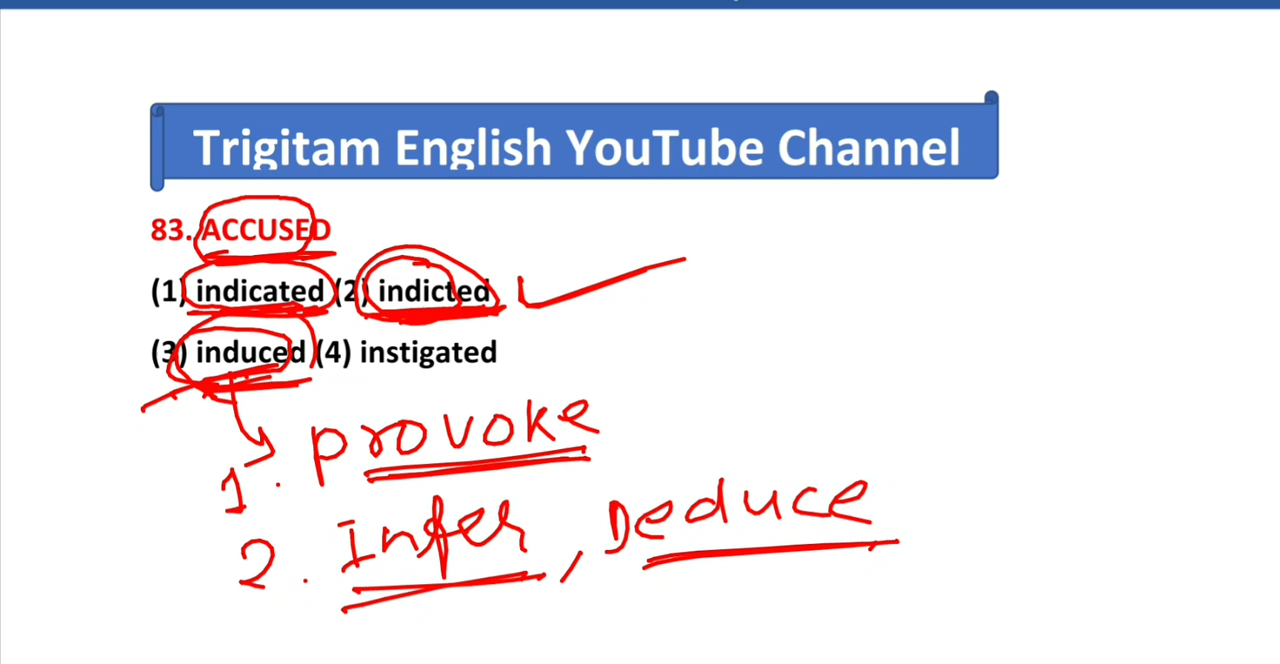 Trigitam English YouTube Channel
83. ACCUSED
(1) indicated (2) indicted
(3) induced (4) instigated
1. Provoke
2. Infer, Deduce